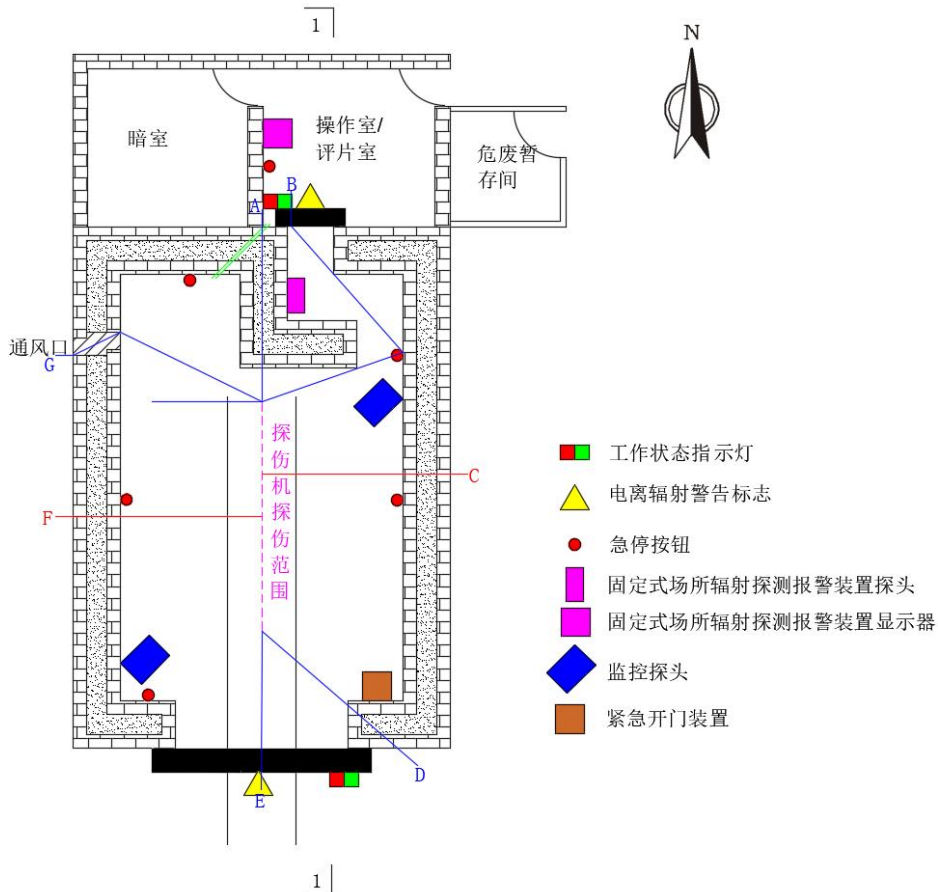 1
N
暗室
操作室/
评片室
危废暂
存间
B
A
通风口
G
探伤机探伤范围
C
F
D
E
1
工作状态指示灯
电离辐射警告标志
急停按钮
固定式场所辐射探测报警装置探头
固定式场所辐射探测报警装置显示器
监控探头
紧急开门装置